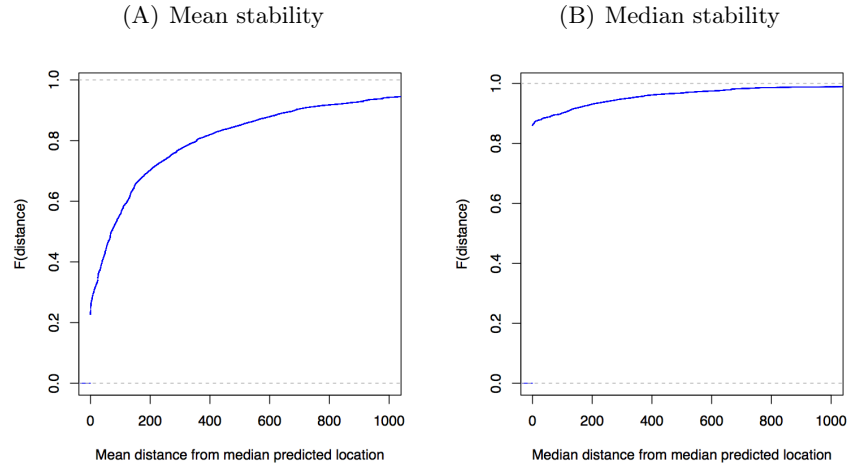 (A) Mean stability
(B) Median stability
F(distance)
1.0
0.8
0.6
0.4
0.2
0.0
0 200 400 600 800 1000
Mean distance from median predicted location
F(distance)
1.0
0.8
0.6
0.4
0.2
0.0
0 200 400 600 800 1000
Median distance from median predicted location